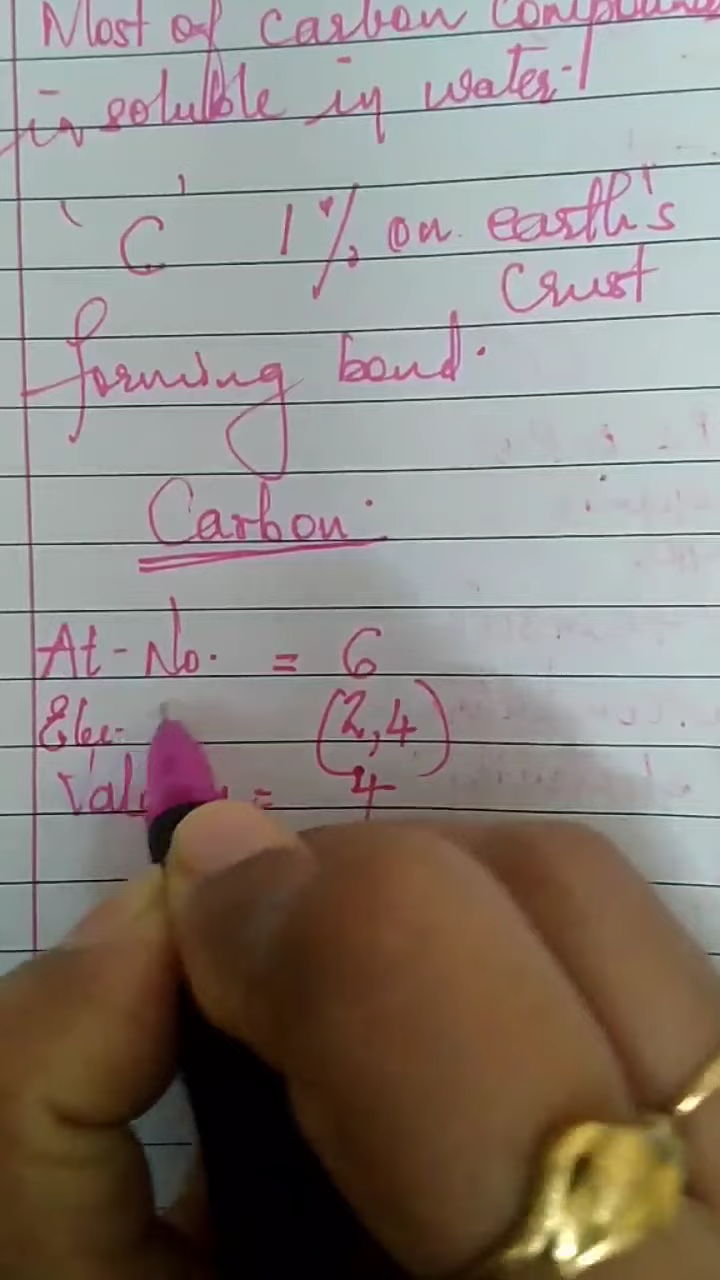 Most of carbon compounds
insoluble in water.
'C' 1% on earth's
crust
forming bond.
Carbon
At-No. = 6
Elec. (2,4)
= 4